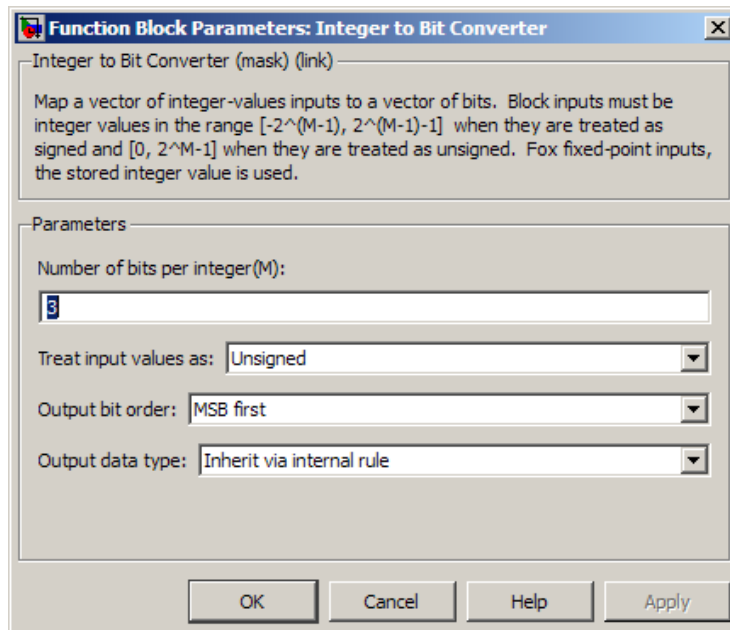 Function Block Parameters: Integer to Bit Converter
Integer to Bit Converter (mask) (link)
Map a vector of integer-values inputs to a vector of bits. Block inputs must be
integer values in the range [-2^(M-1), 2^(M-1)-1] when they are treated as
signed and [0, 2^M-1] when they are treated as unsigned. Fox fixed-point inputs,
the stored integer value is used.
Parameters
Number of bits per integer(M):
3
Treat input values as: Unsigned
Output bit order: MSB first
Output data type: Inherit via internal rule
OK Cancel Help Apply